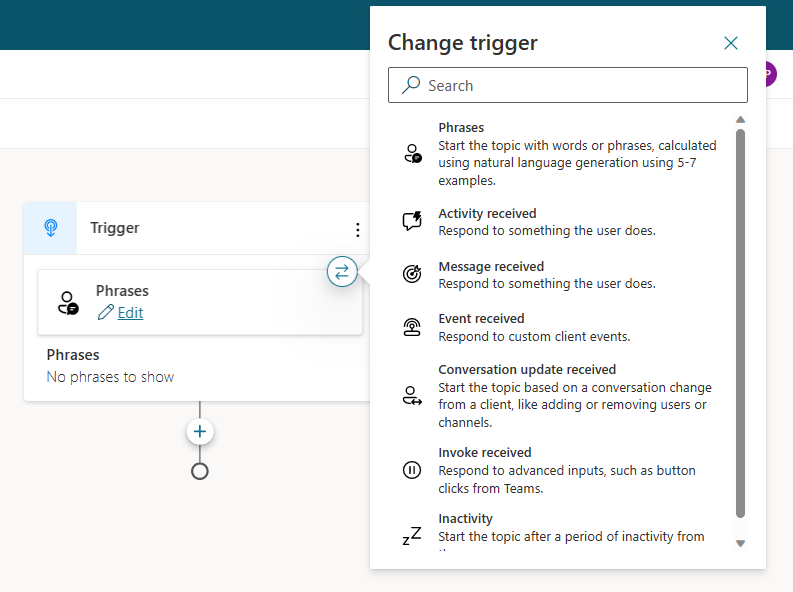 Change trigger
Search
P
Trigger
Phrases
Edit
Phrases
No phrases to show
Phrases
Start the topic with words or phrases, calculated
using natural language generation using 5-7
examples.
Activity received
Respond to something the user does.
Message received
Respond to something the user does.
Event received
Respond to custom client events.
Conversation update received
Start the topic based on a conversation change
from a client, like adding or removing users or
channels.
Invoke received
Respond to advanced inputs, such as button
clicks from Teams.
zZ
Inactivity
Start the topic after a period of inactivity from